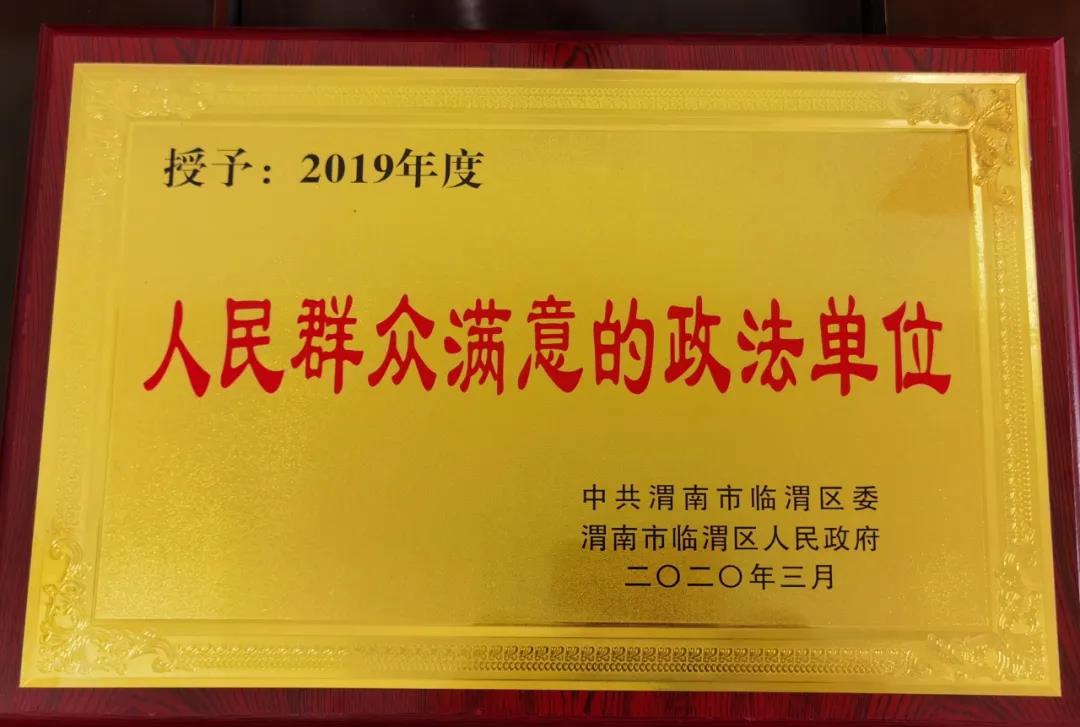 授予：2019年度
人民群众满意的政法单位
中共渭南市临渭区委
渭南市临渭区人民政府
二〇二〇年三月